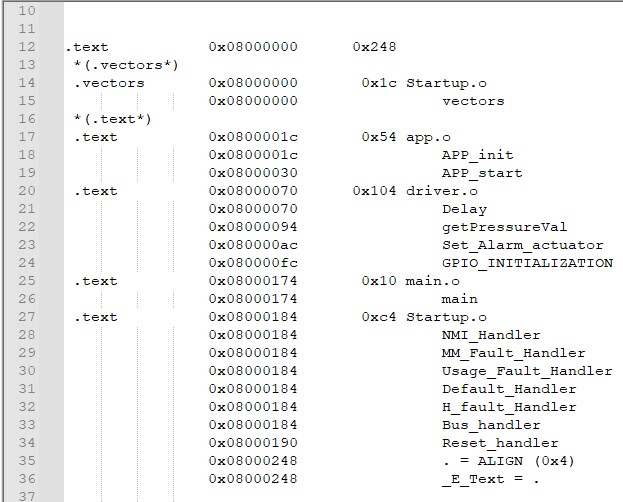 10
11
12 .text 0x08000000 0x248
13 *(.vectors*)
14 .vectors 0x08000000 0x1c Startup.o
15 0x08000000 vectors
16 *(.text*)
17 .text 0x0800001c 0x54 app.o
18 0x0800001c APP_init
19 0x08000030 APP_start
20 .text 0x08000070 0x104 driver.o
21 0x08000070 Delay
22 0x08000094 getPressureVal
23 0x080000ac Set_Alarm_actuator
24 0x080000fc GPIO_INITIALIZATION
25 .text 0x08000174 0x10 main.o
26 0x08000174 main
27 .text 0x08000184 0xc4 Startup.o
28 0x08000184 NMI_Handler
29 0x08000184 MM_Fault_Handler
30 0x08000184 Usage_Fault_Handler
31 0x08000184 Default_Handler
32 0x08000184 H_fault_Handler
33 0x08000184 Bus_handler
34 0x08000190 Reset_handler
35 0x08000248 . = ALIGN (0x4)
36 0x08000248 _E_Text = .
37